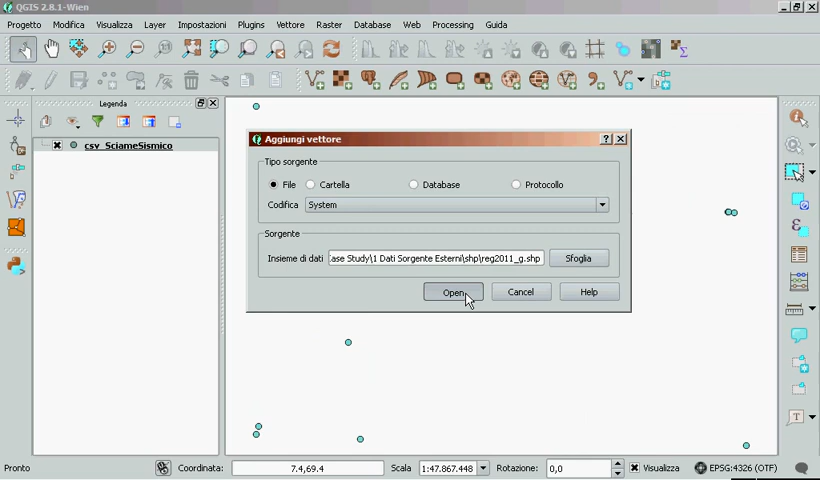 QGIS 2.8.1-Wien
Progetto Modifica Visualizza Layer Impostazioni Plugins Vettore Raster Database Web Processing Guida
Legenda
csv_SciameSismico
Aggiungi vettore
Tipo sorgente
File Cartella Database Protocollo
Codifica System
Sorgente
Insieme di dati ase Study\1 Dati Sorgente Esterni\shp\reg2011_g.shp Sfoglia
Open Cancel Help
Pronto Coordinata: 7.4,69.4 Scala 1:47.867.448 Rotazione: 0,0 Visualizza EPSG:4326 (OTF)